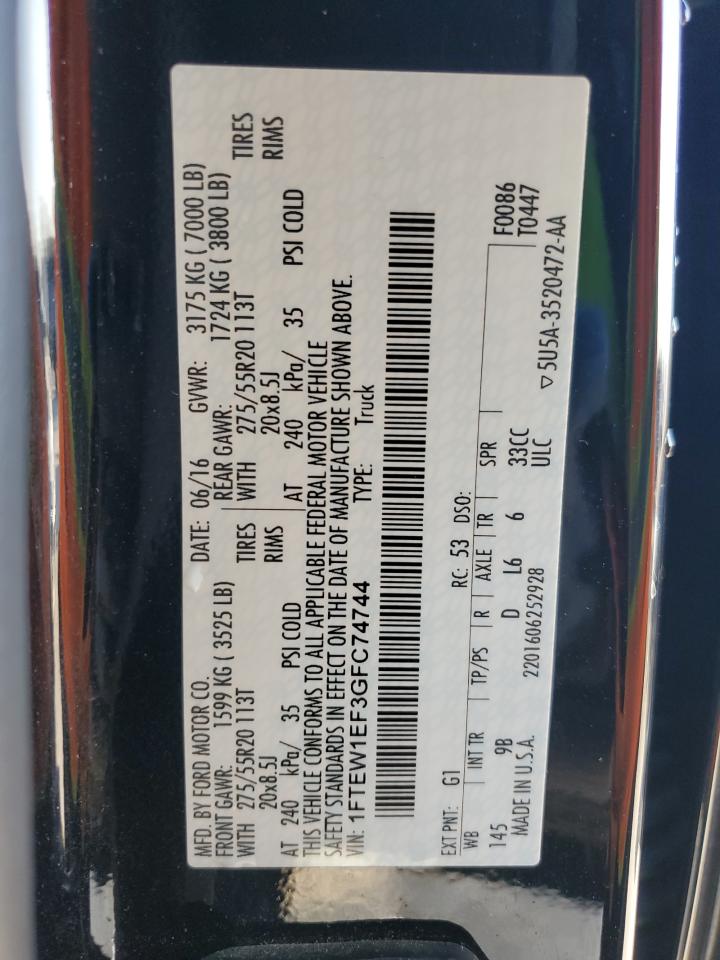 MFD. BY FORD MOTOR CO. DATE: 06/16 GVWR: 3175 KG ( 7000 LB)
FRONT GAWR: 1599 KG ( 3525 LB) REAR GAWR: 1724 KG ( 3800 LB)
WITH 275/55R20 113T TIRES WITH 275/55R20 113T TIRES
20x8.5J RIMS 20x8.5J RIMS
AT 240 kPa/ 35 PSI COLD AT 240 kPa/ 35 PSI COLD
THIS VEHICLE CONFORMS TO ALL APPLICABLE FEDERAL MOTOR VEHICLE
SAFETY STANDARDS IN EFFECT ON THE DATE OF MANUFACTURE SHOWN ABOVE.
VIN: 1FTEW1EF3GFC74744 TYPE: Truck
EXT PNT: G1 RC: 53 DSO: F0086
WB INT TR TP/PS R AXLE TR SPR T0447
145 9B D L6 6 33CC
MADE IN U.S.A. 2201606252928 ULC ▽5U5A-3520472-AA